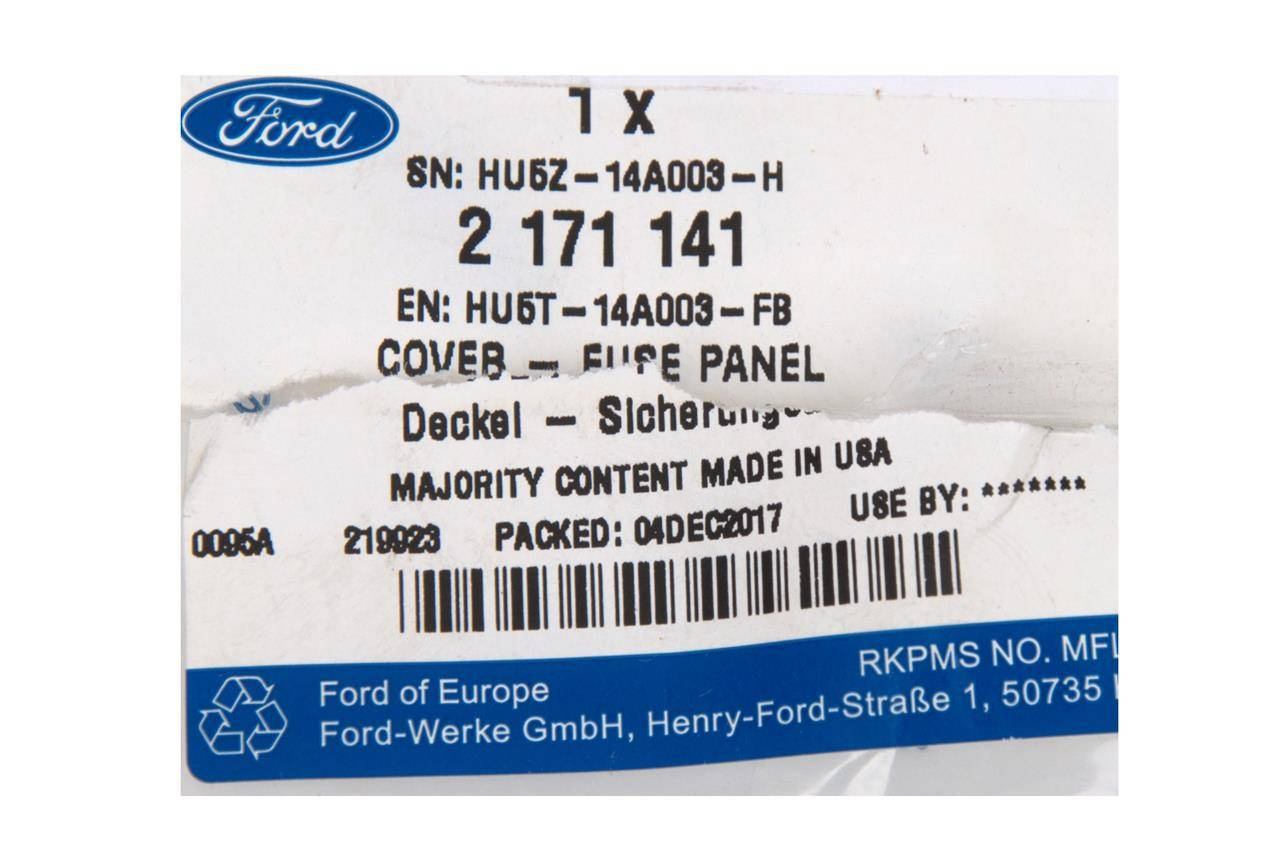 Ford
1 X
SN: HU5Z-14A003-H
2 171 141
EN: HU5T-14A003-FB
COVER - FUSE PANEL
Deckel -
MAJORITY CONTENT MADE IN USA
0095A 219923 PACKED: 04DEC2017 USE BY: *******
RKPMS NO.
Ford of Europe
Ford-Werke GmbH, Henry-Ford-Straße 1, 50735